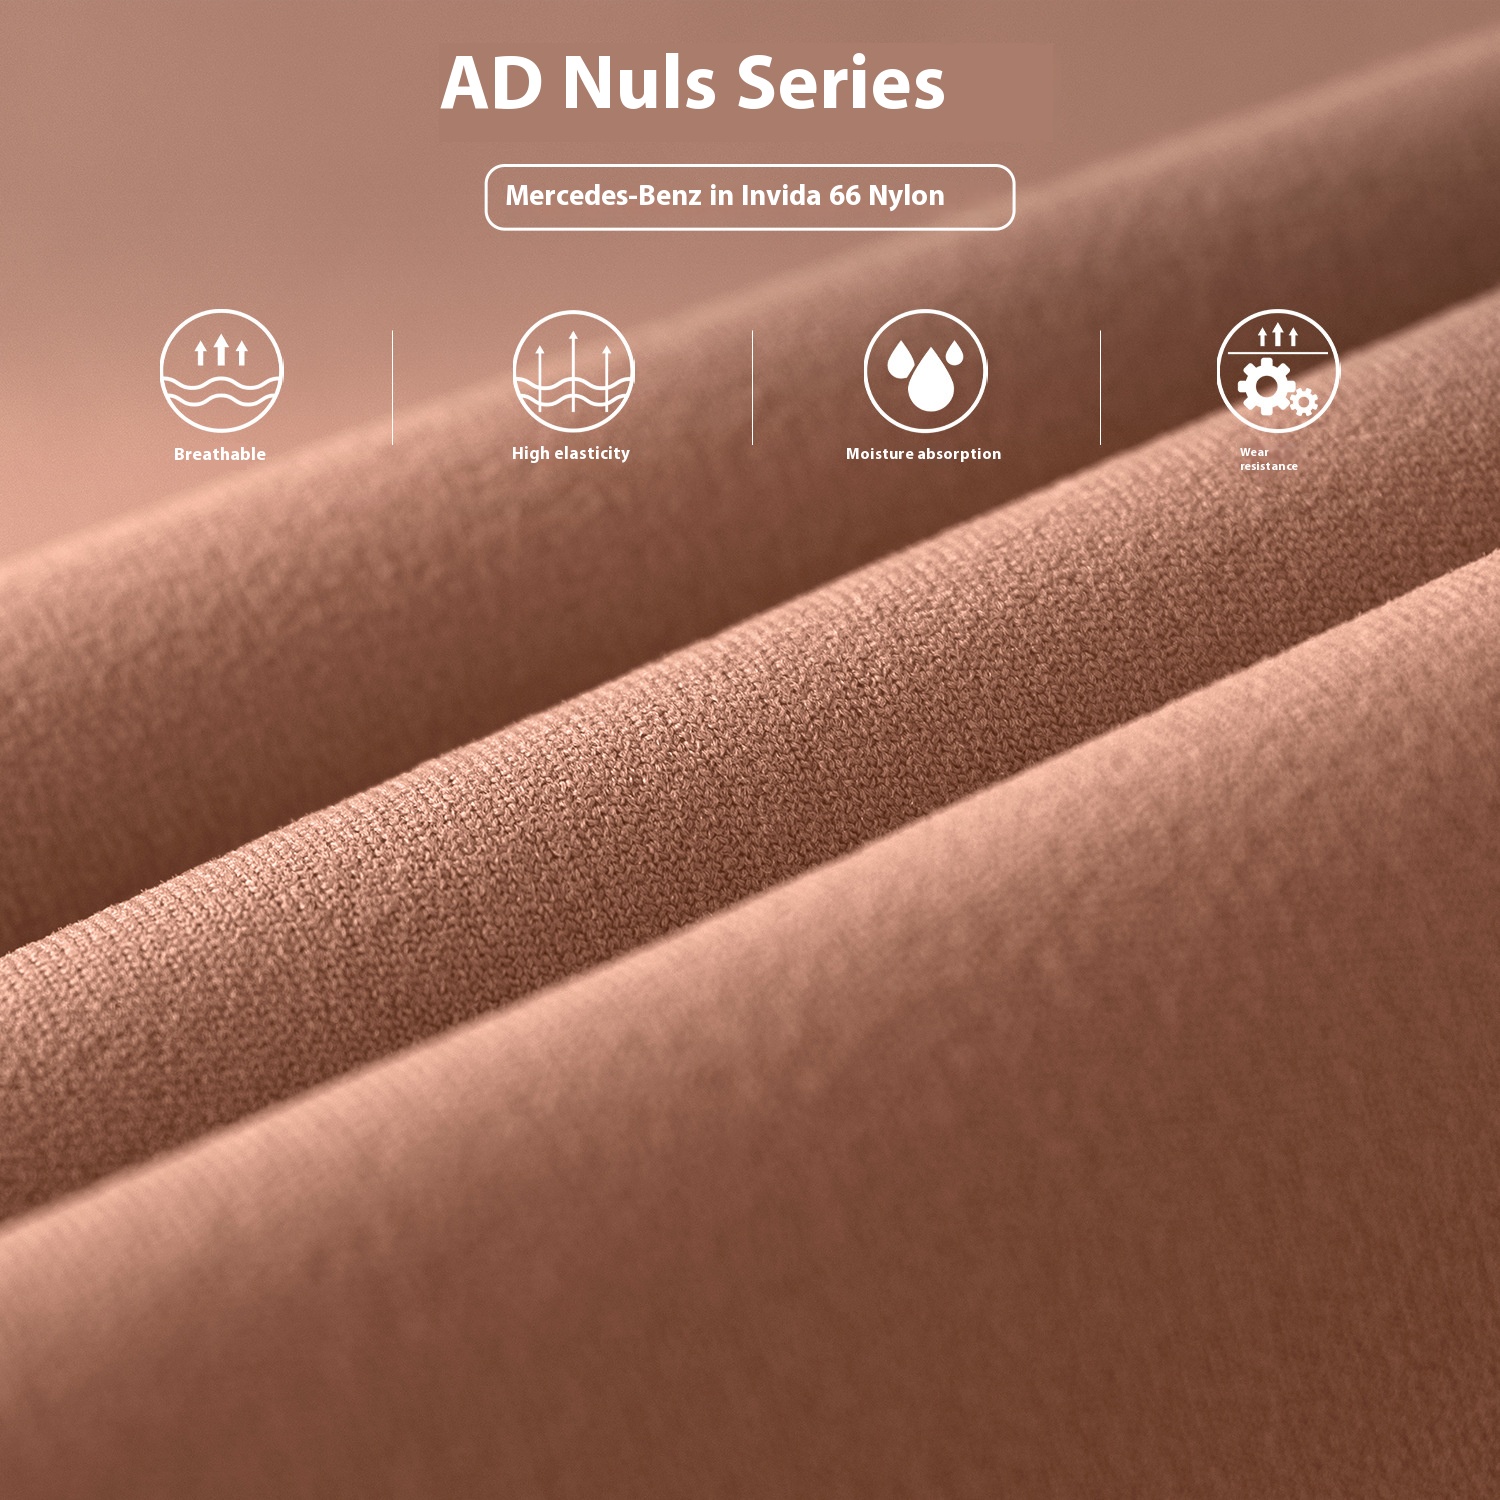 AD Nuls Series
Mercedes-Benz in Invida 66 Nylon
Breathable
High elasticity
Moisture absorption
Wear
resistance